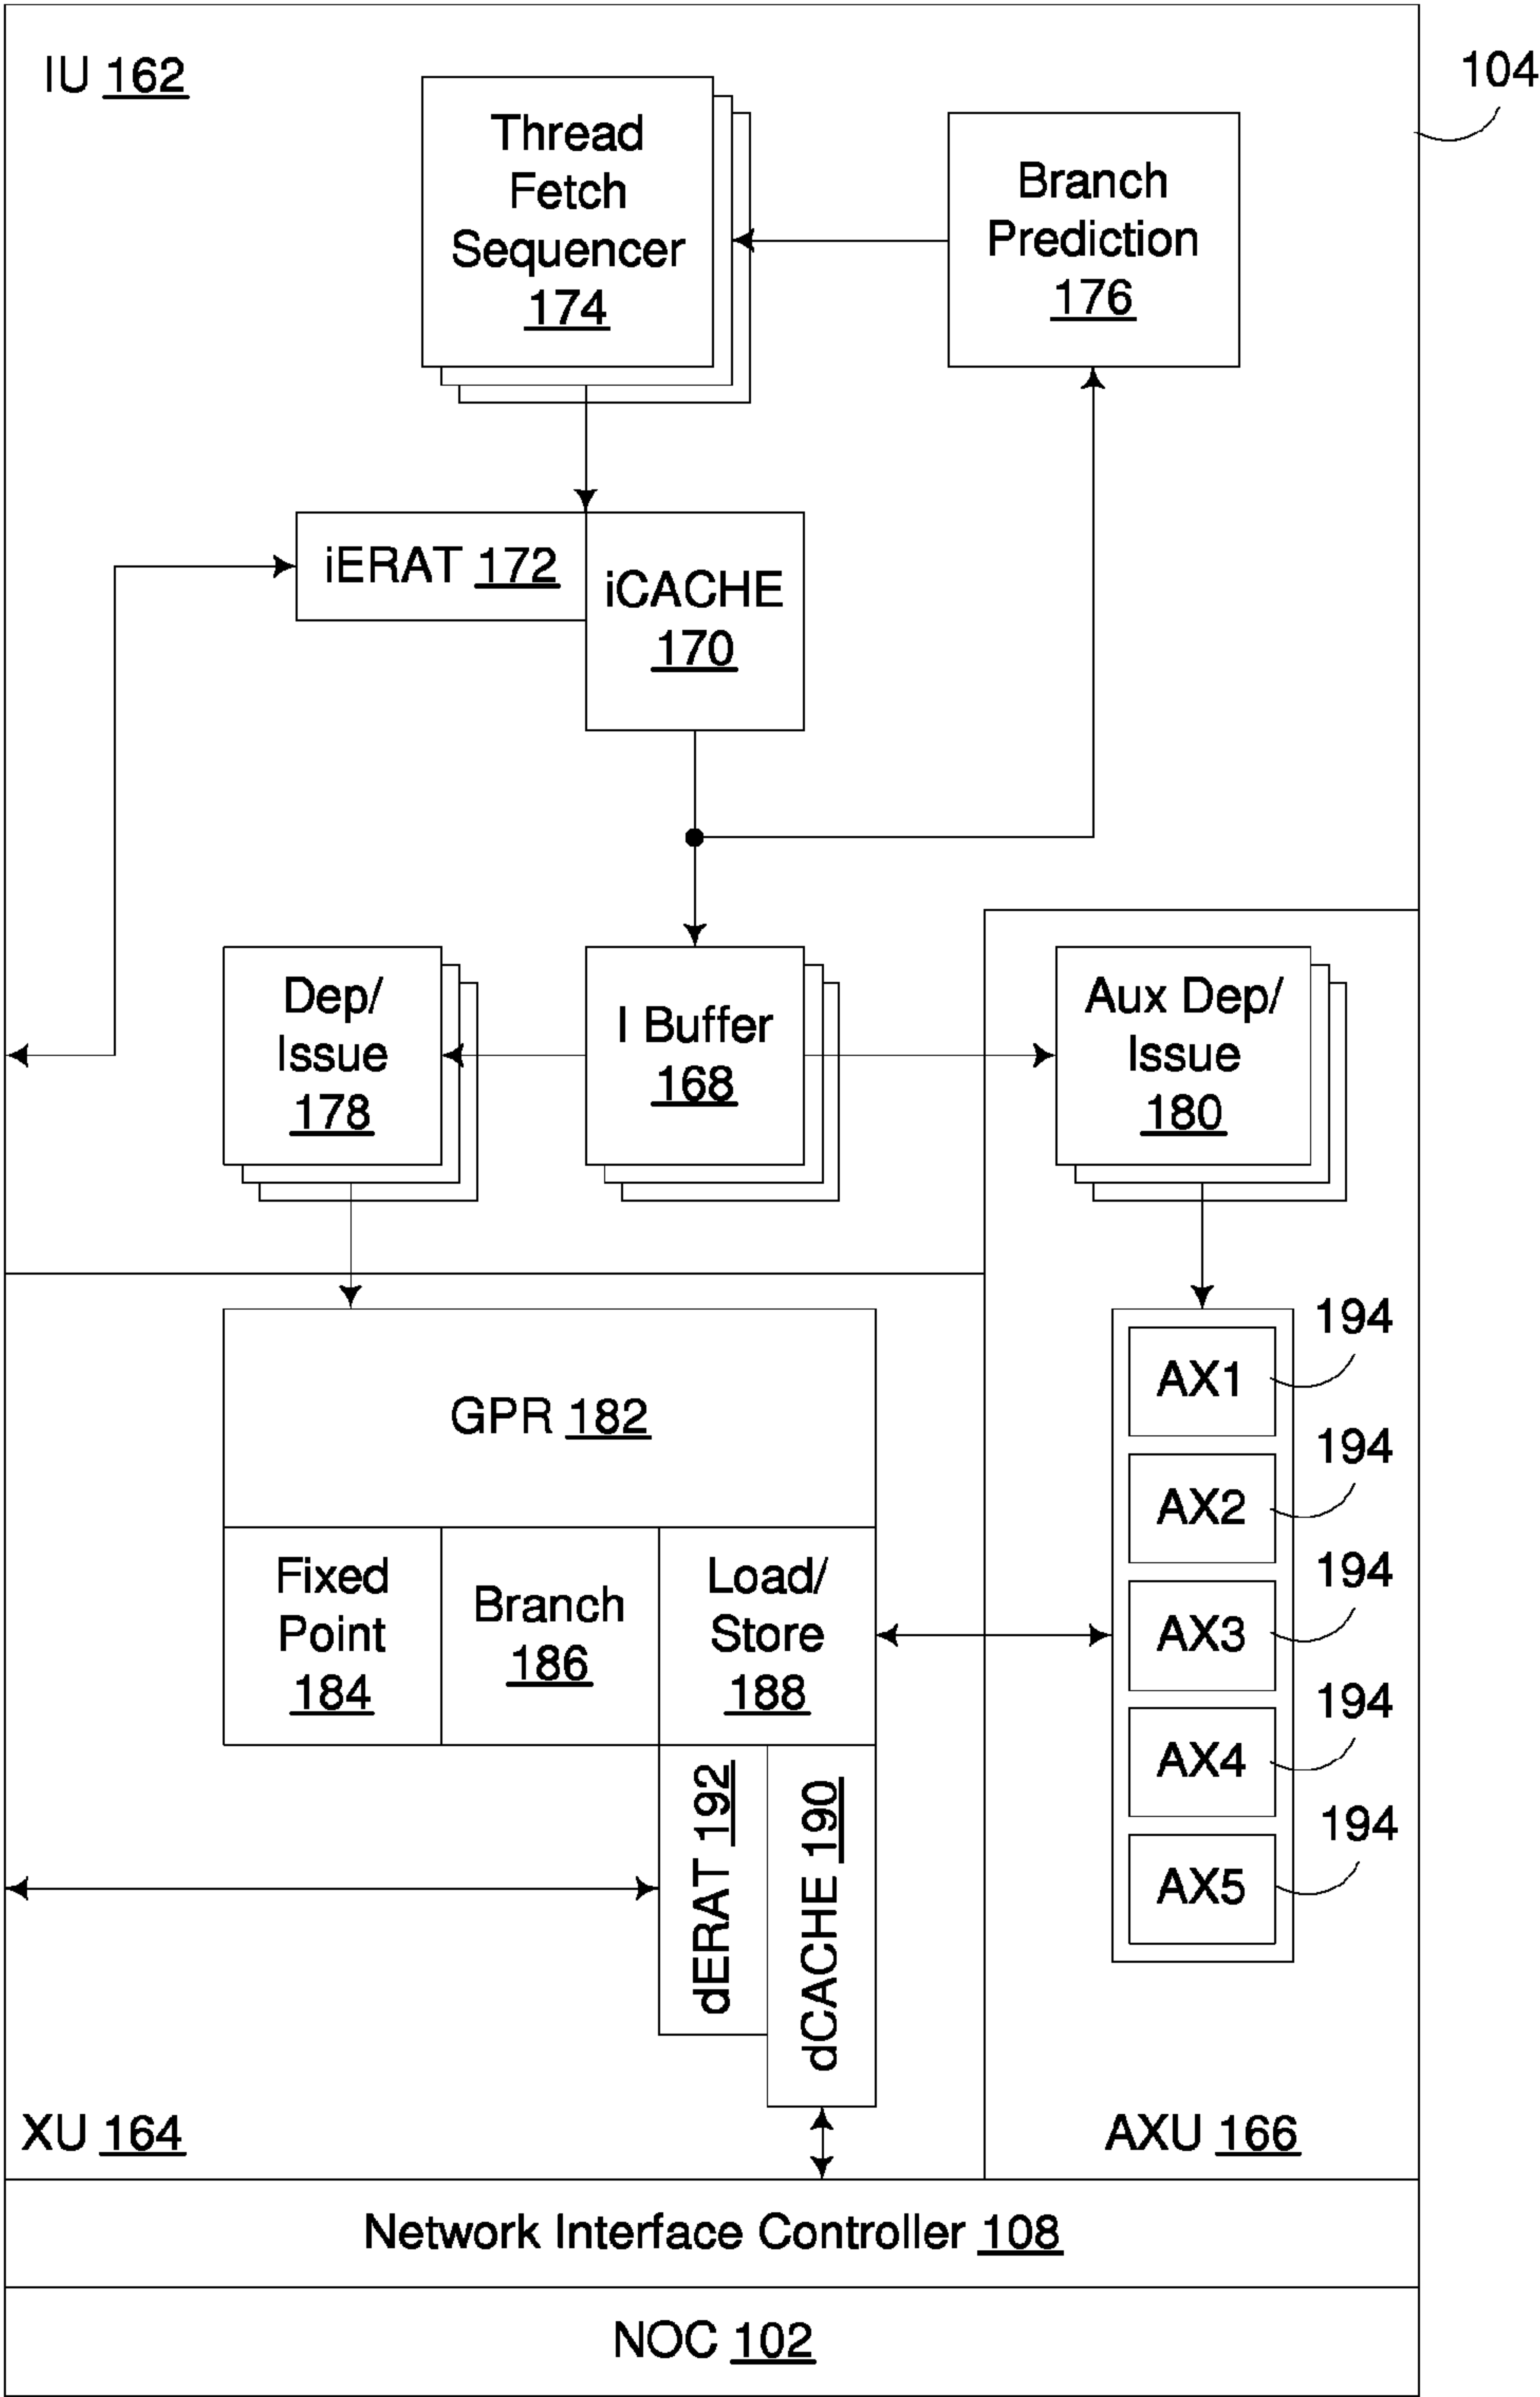 IU 162
104
Thread
Fetch
Sequencer
174
Branch
Prediction
176
iERAT 172
iCACHE
170
Dep/
Issue
178
I Buffer
168
Aux Dep/
Issue
180
GPR 182
Fixed
Point
184
Branch
186
Load/
Store
188
dERAT 192
dCACHE 190
194
AX1
194
AX2
194
AX3
194
AX4
194
AX5
XU 164
AXU 166
Network Interface Controller 108
NOC 102